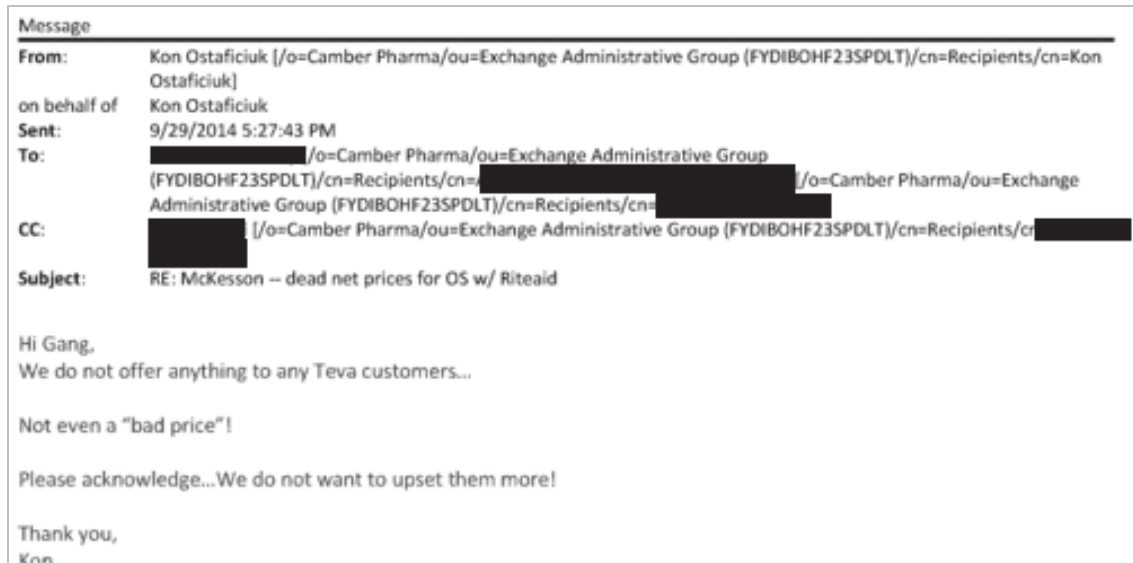 Message
From: Kon Ostaficiuk [/o=Camber Pharma/ou=Exchange Administrative Group (FYDIBOHF23SPDLT)/cn=Recipients/cn=Kon
Ostaficiuk]
on behalf of Kon Ostaficiuk
Sent: 9/29/2014 5:27:43 PM
To: /o=Camber Pharma/ou=Exchange Administrative Group
(FYDIBOHF23SPDLT)/cn=Recipients/cn= [/o=Camber Pharma/ou=Exchange
Administrative Group (FYDIBOHF23SPDLT)/cn=Recipients/cn=
CC: [/o=Camber Pharma/ou=Exchange Administrative Group (FYDIBOHF23SPDLT)/cn=Recipients/cr
Subject: RE: McKesson -- dead net prices for OS w/ Riteaid
Hi Gang,
We do not offer anything to any Teva customers...
Not even a “bad price”!
Please acknowledge...We do not want to upset them more!
Thank you,
Kon